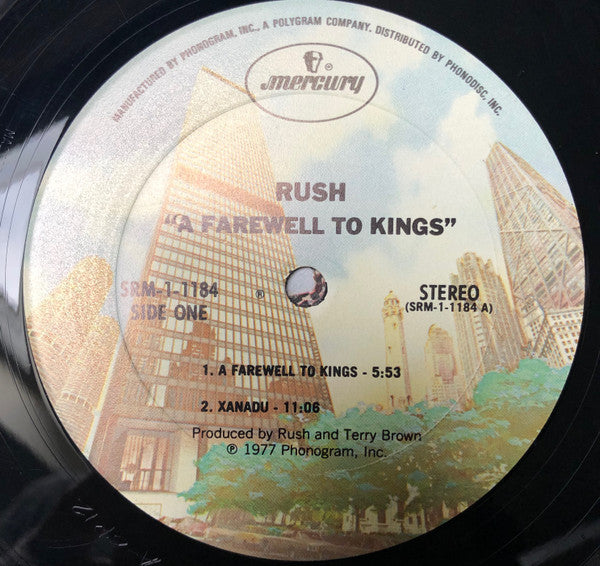 MANUFACTURED BY PHONOGRAM, INC., A POLYGRAM COMPANY. DISTRIBUTED BY PHONODISC, INC.
®
mercury
RUSH
"A FAREWELL TO KINGS"
SRM-1-1184 ® STEREO
SIDE ONE (SRM-1-1184 A)
1. A FAREWELL TO KINGS - 5:53
2. XANADU - 11:06
Produced by Rush and Terry Brown
℗ 1977 Phonogram, Inc.